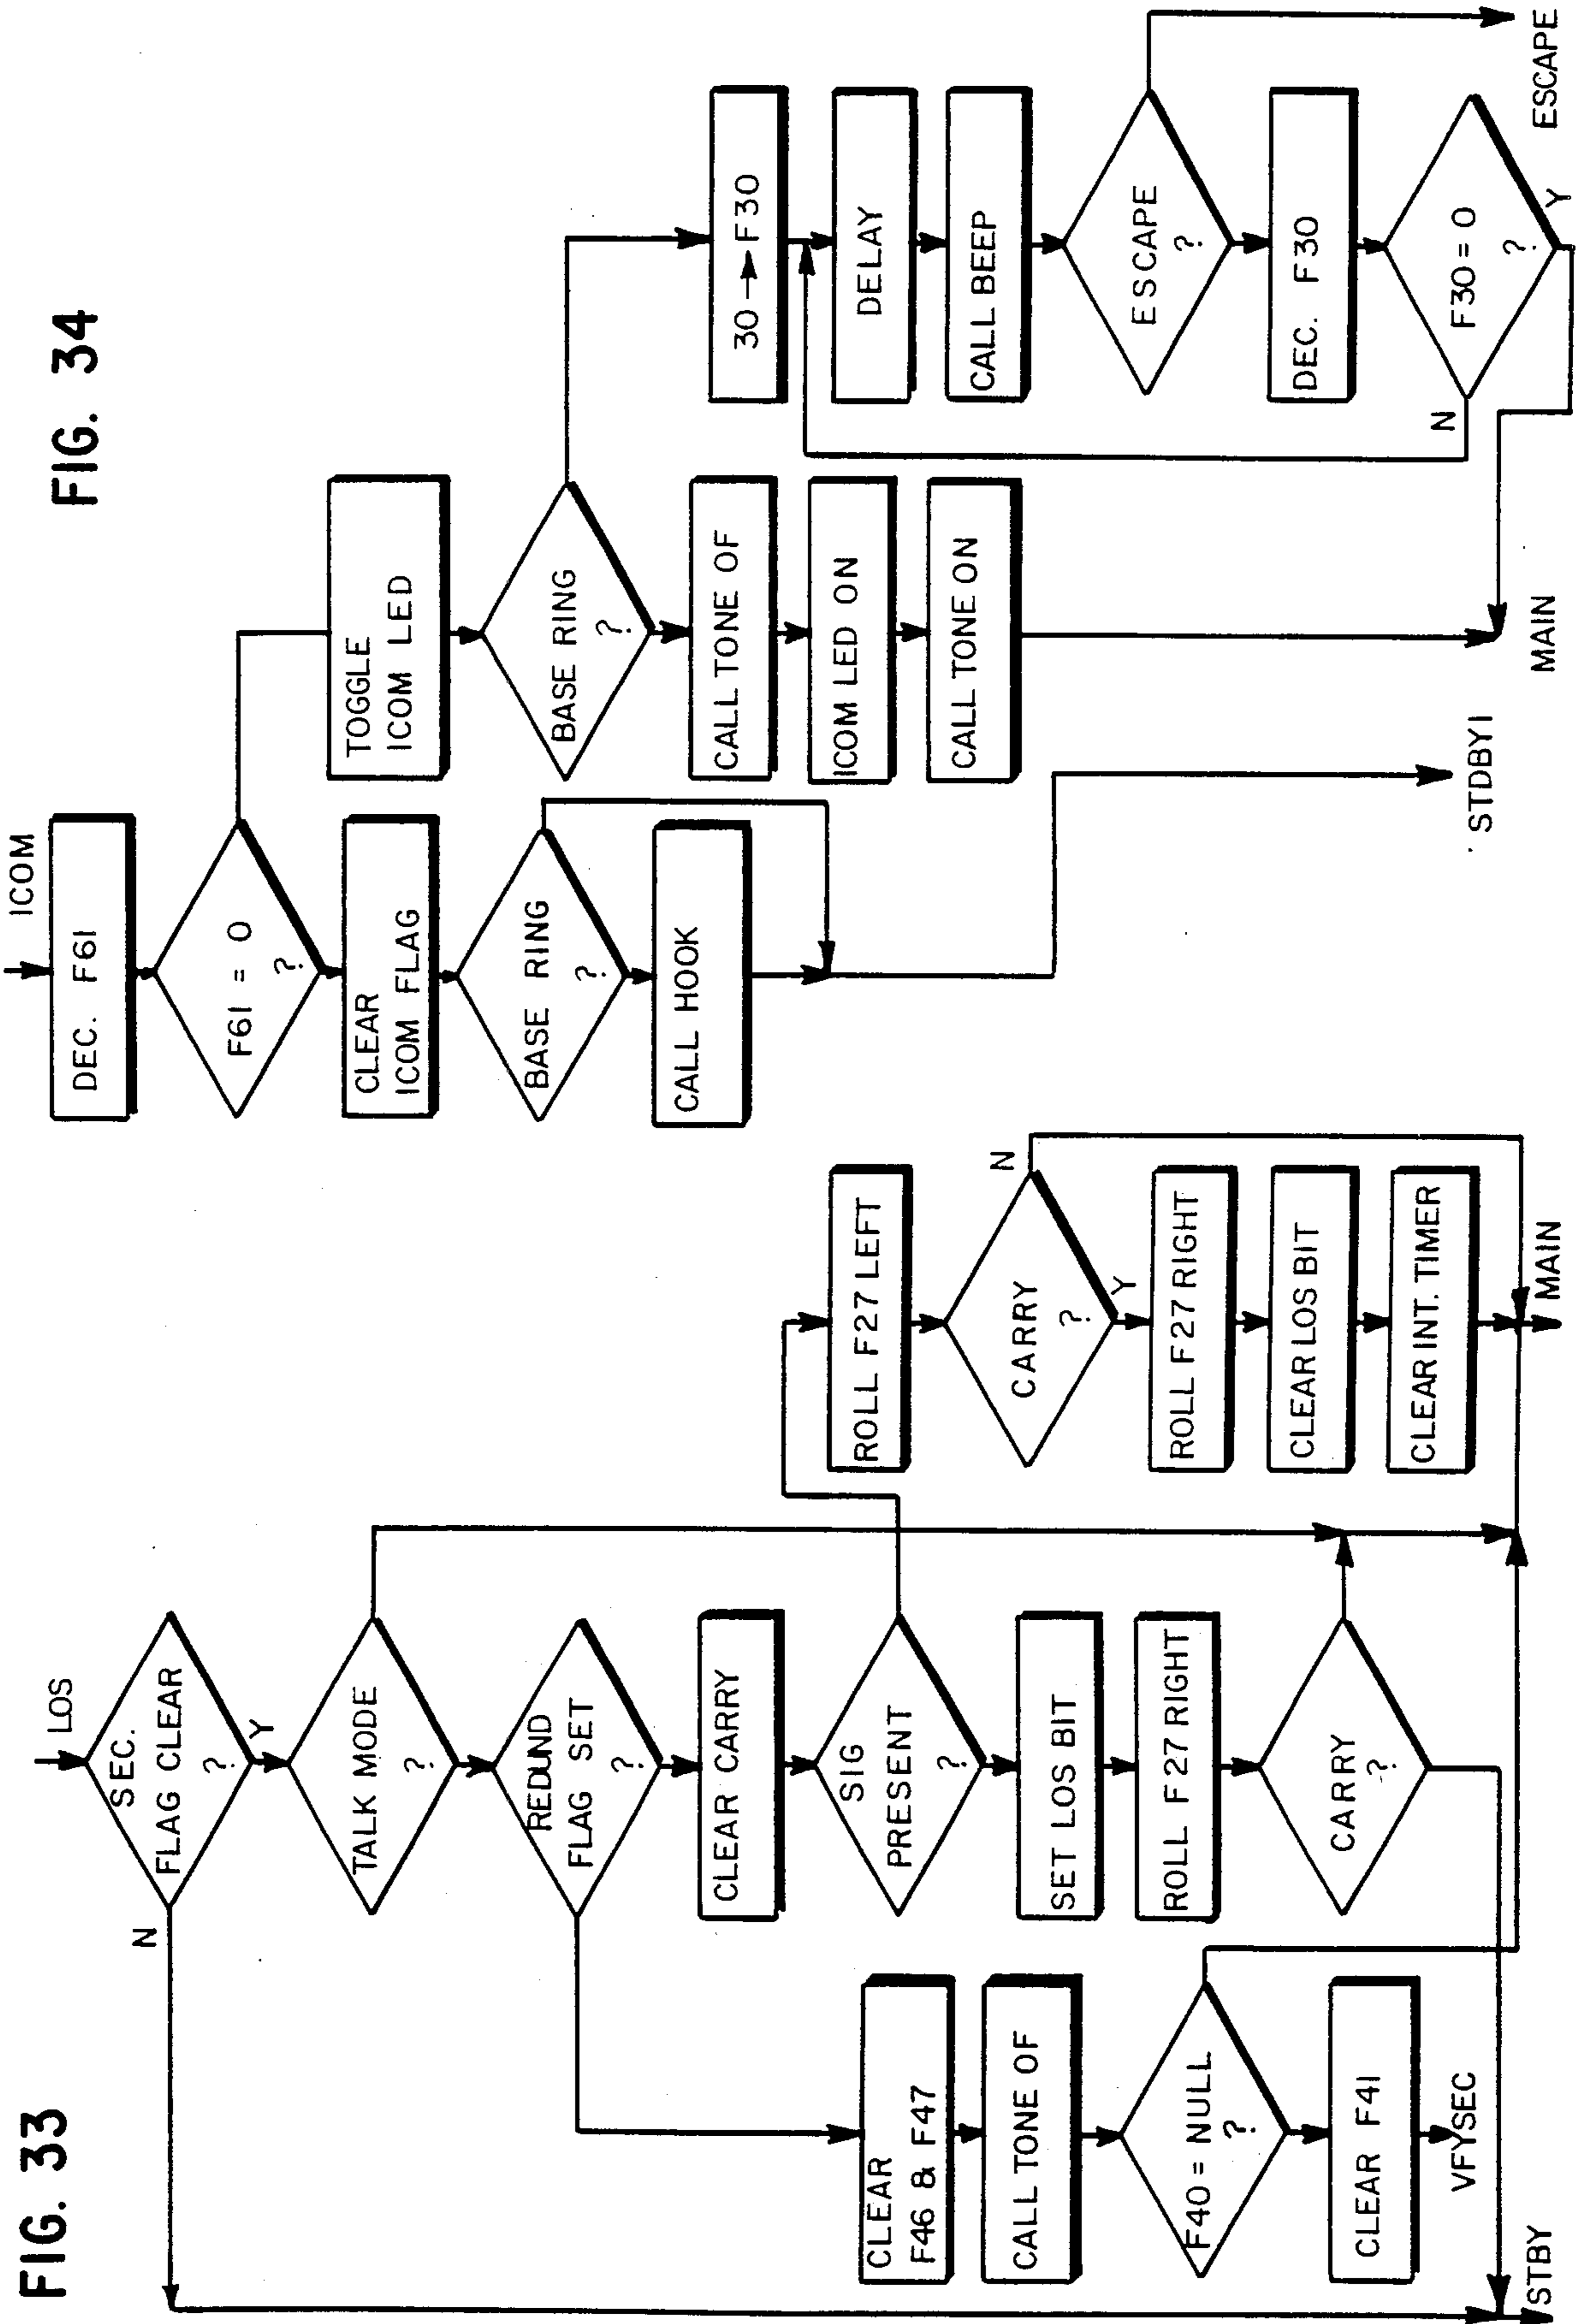 FIG. 33
LOS
SEC.
FLAG CLEAR
?
N
Y
TALK MODE
?
REDUND
FLAG SET
?
CLEAR CARRY
SIG
PRESENT
?
SET LOS BIT
ROLL F27 RIGHT
CARRY
?
CLEAR
F46 & F47
CALL TONE OF
F40 = NULL
?
CLEAR F41
VFYSEC
STBY
ROLL F27 LEFT
CARRY
?
N
Y
ROLL F27 RIGHT
CLEAR LOS BIT
CLEAR INT. TIMER
MAIN
FIG. 34
ICOM
DEC. F61
F61 = 0
?
CLEAR
ICOM FLAG
BASE RING
?
CALL HOOK
STDBY1
TOGGLE
ICOM LED
BASE RING
?
CALL TONE OF
ICOM LED ON
CALL TONE ON
MAIN
30→F30
DELAY
CALL BEEP
ESCAPE
?
DEC. F30
F30 = 0
?
N
Y
ESCAPE